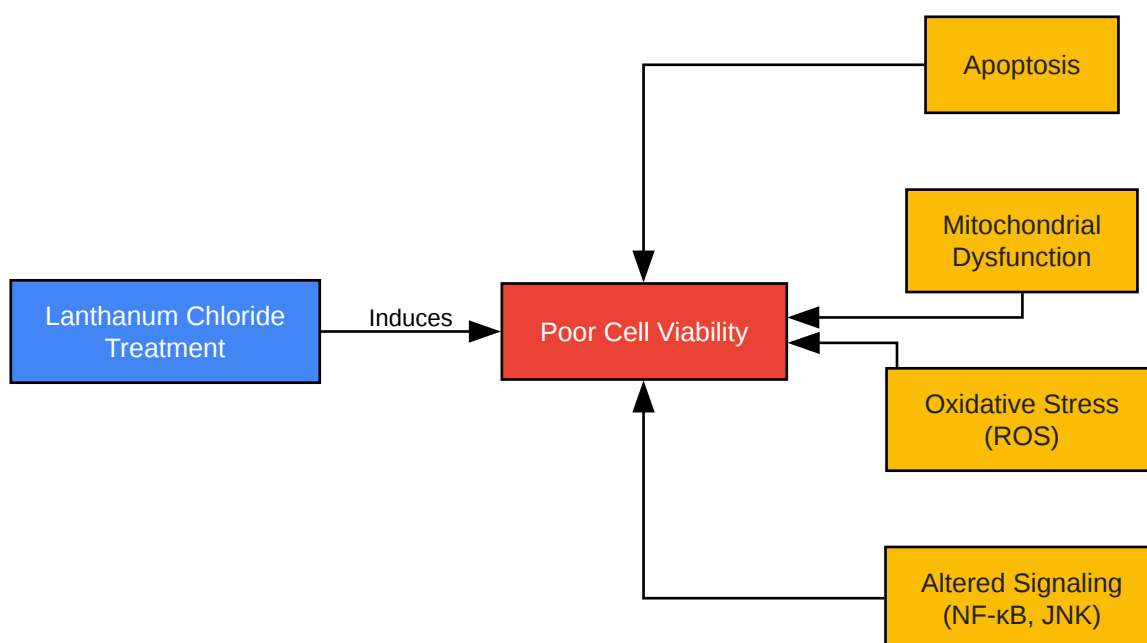 Apoptosis
Mitochondrial
Dysfunction
Lanthanum Chloride
Treatment
Induces
Poor Cell Viability
Oxidative Stress
(ROS)
Altered Signaling
(NF-κB, JNK)